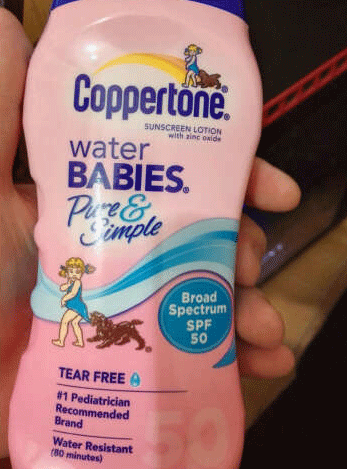 Coppertone®
SUNSCREEN LOTION
with zinc oxide
water
BABIES®
Pure &
Simple
Broad
Spectrum
SPF
50
TEAR FREE
#1 Pediatrician
Recommended
Brand
Water Resistant
(80 minutes)
50